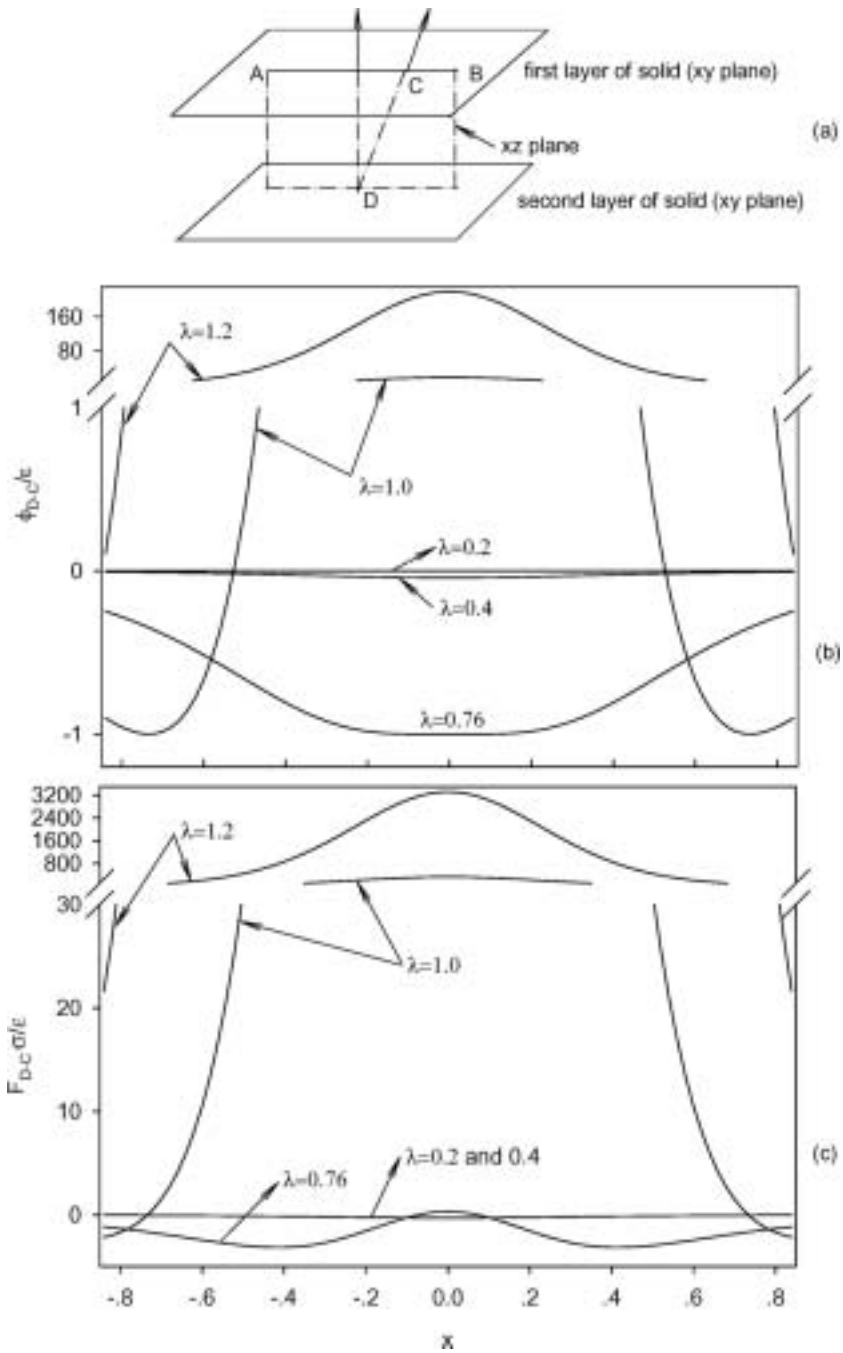 A
C
B
first layer of solid (xy plane)
(a)
xz plane
D
second layer of solid (xy plane)
160
80
1
0
-1
ϕD-C/ε
λ=1.2
λ=1.0
λ=0.2
λ=0.4
λ=0.76
(b)
3200
2400
1600
800
30
20
10
0
FD-C·σ/ε
λ=1.2
λ=1.0
λ=0.2 and 0.4
λ=0.76
(c)
-.8 -.6 -.4 -.2 0.0 .2 .4 .6 .8
x